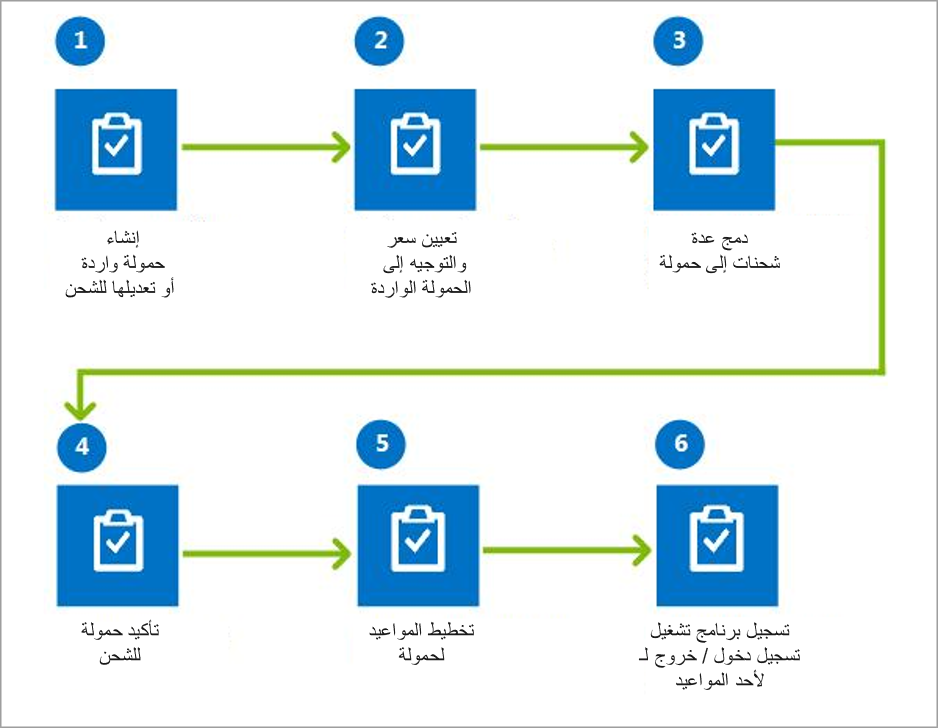 1
2
3
إنشاء
حمولة واردة
أو تعديلها للشحن
تعيين سعر
والتوجيه إلى
الحمولة الواردة
دمج عدة
شحنات إلى حمولة
4
5
6
تأكيد حمولة
للشحن
تخطيط المواعيد
لحمولة
تسجيل برنامج تشغيل
تسجيل دخول / خروج لـ
لأحد المواعيد